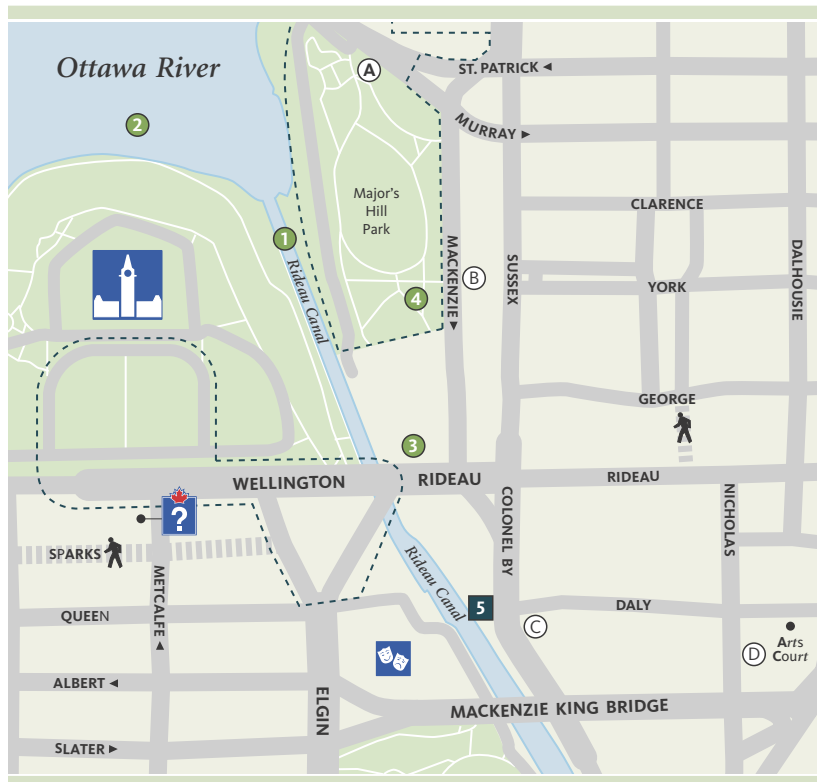 Ottawa River
A
ST. PATRICK
2
MURRAY
Major's
Hill
Park
CLARENCE
1
Rideau Canal
MACKENZIE
SUSSEX
DALHOUSIE
B
YORK
4
GEORGE
3
WELLINGTON
RIDEAU
RIDEAU
?
COLONEL BY
NICHOLAS
SPARKS
METCALFE
Rideau Canal
5
QUEEN
DALY
C
Arts
Court
D
ALBERT
ELGIN
MACKENZIE KING BRIDGE
SLATER